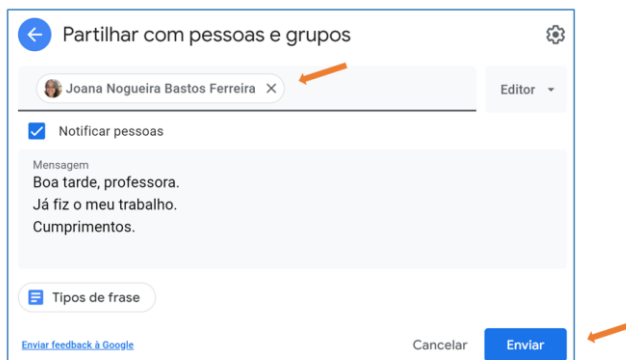 Partilhar com pessoas e grupos
Joana Nogueira Bastos Ferreira
Editor
Notificar pessoas
Mensagem
Boa tarde, professora.
Já fiz o meu trabalho.
Cumprimentos.
Tipos de frase
Enviar feedback à Google
Cancelar
Enviar